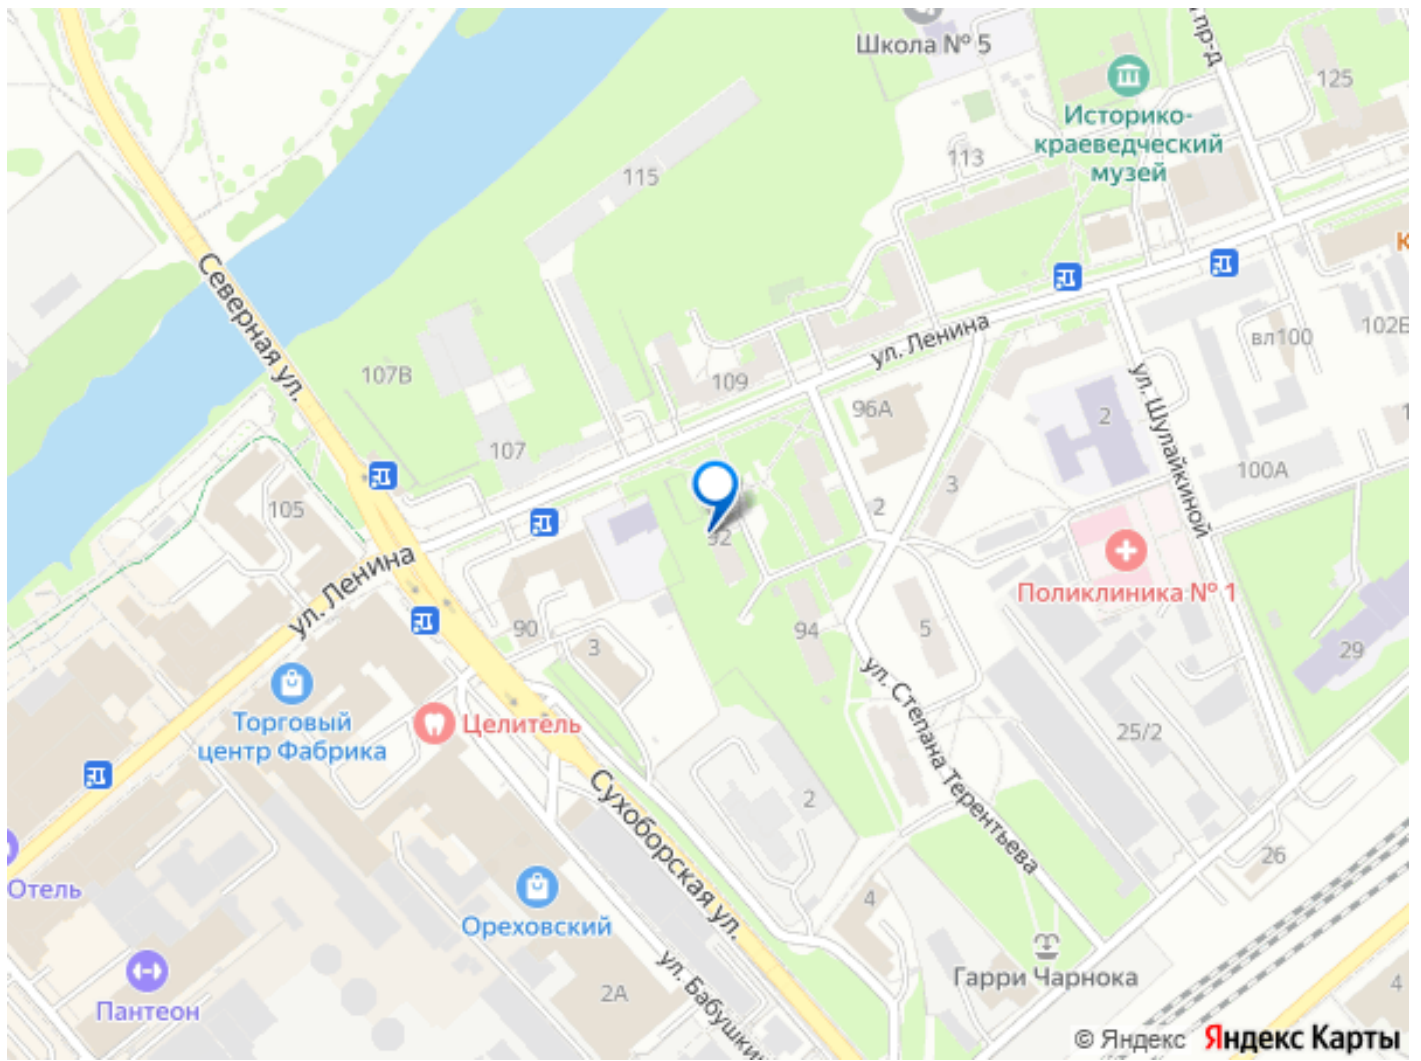 Школа № 5
пр-д
125
Историко-
краеведческий
музей
113
115
Северная ул.
107В
ул. Ленина
вл100
102Б
109
96А
2
ул. Шулайкиной
107
100А
3
105
2
92
ул. Ленина
Поликлиника № 1
90
3
94
5
29
ул. Степана Терентьева
Торговый
центр Фабрика
Целитель
25/2
Сухоборская ул.
2
26
Отель
4
Ореховский
ул. Бабушки
Гарри Чарнока
2А
4
Пантеон
© Яндекс Яндекс Карты